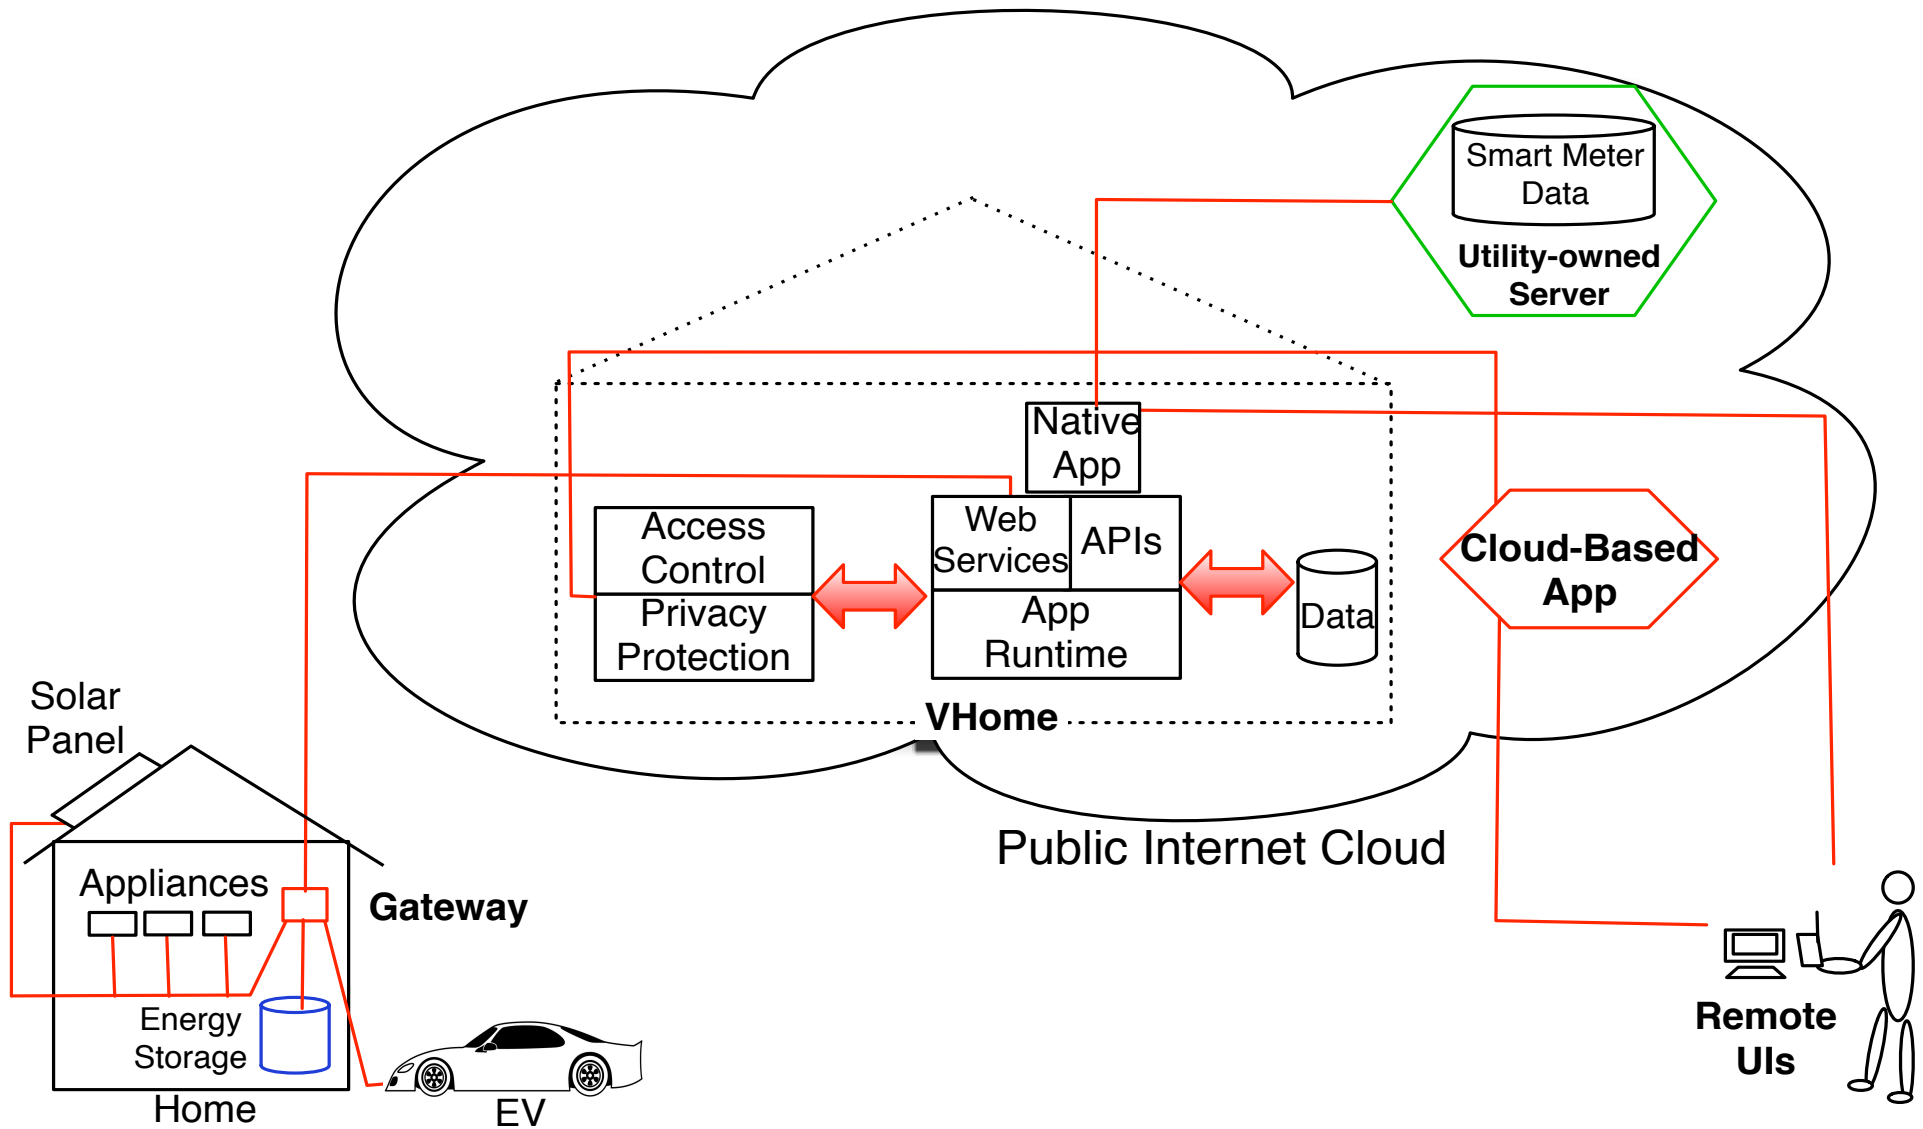 Smart Meter
Data
Utility-owned
Server
Native
App
Access
Control
Privacy
Protection
Web
Services
APIs
App
Runtime
Data
VHome
Cloud-Based
App
Public Internet Cloud
Solar
Panel
Appliances
Gateway
Energy
Storage
Home
EV
Remote
UIs